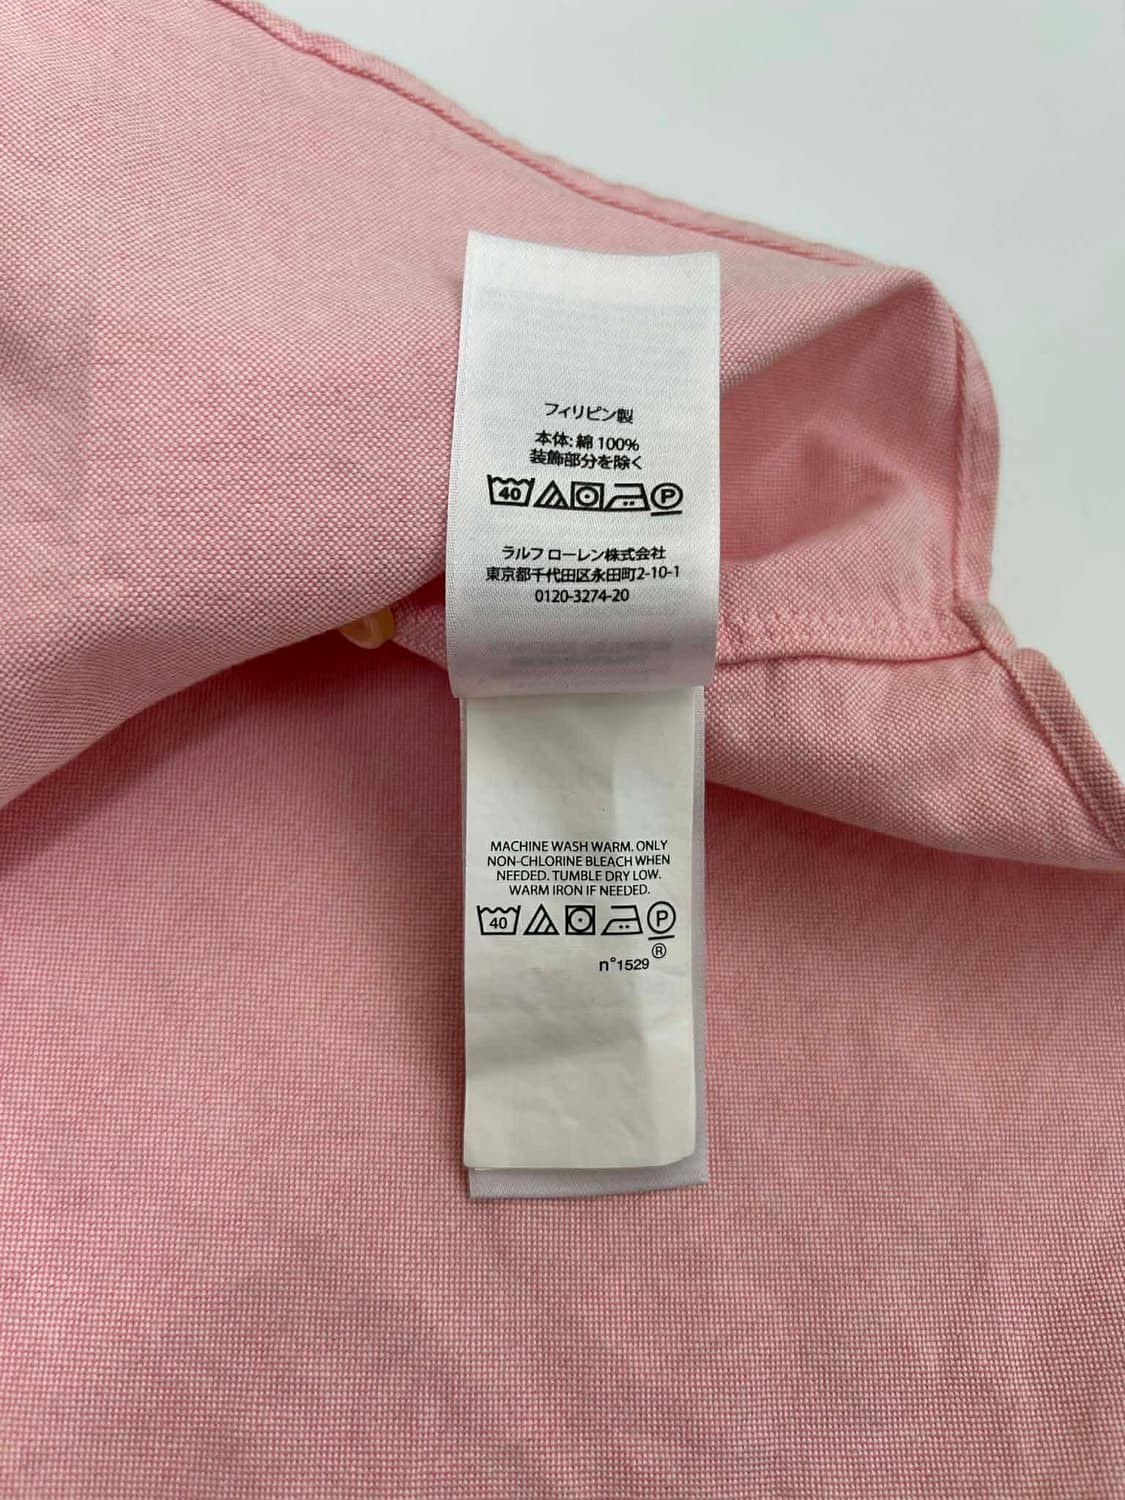 フィリピン製
本体: 綿 100%
装飾部分を除く
40 P
ラルフ ローレン株式会社
東京都千代田区永田町2-10-1
0120-3274-20
MACHINE WASH WARM. ONLY
NON-CHLORINE BLEACH WHEN
NEEDED. TUMBLE DRY LOW.
WARM IRON IF NEEDED.
40 P
®
n°1529